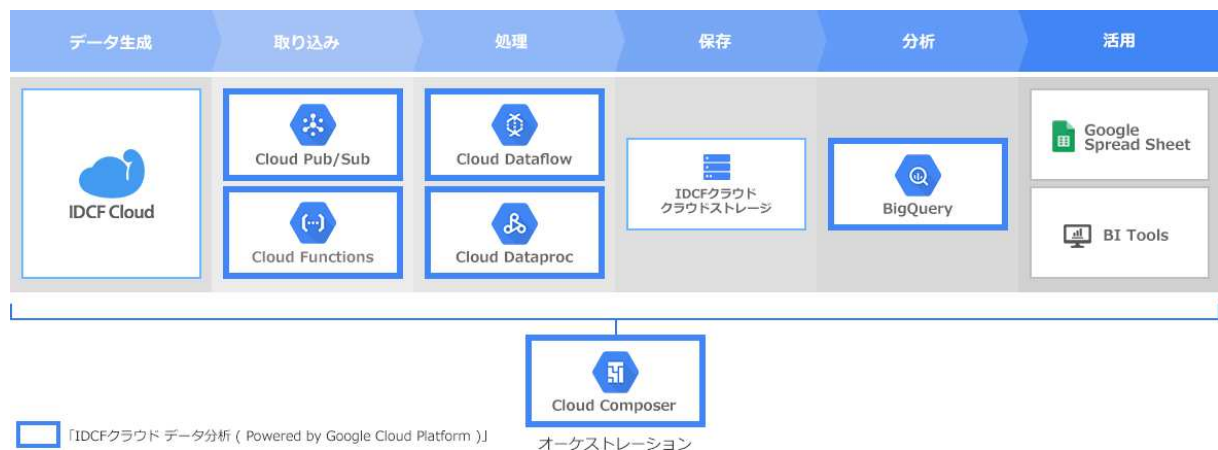 データ生成
取り込み
処理
保存
分析
活用
IDCF Cloud
Cloud Pub/Sub
Cloud Functions
Cloud Dataflow
Cloud Dataproc
IDCFクラウド
クラウドストレージ
BigQuery
Google
Spread Sheet
BI Tools
Cloud Composer
オーケストレーション
「IDCFクラウド データ分析 ( Powered by Google Cloud Platform )」